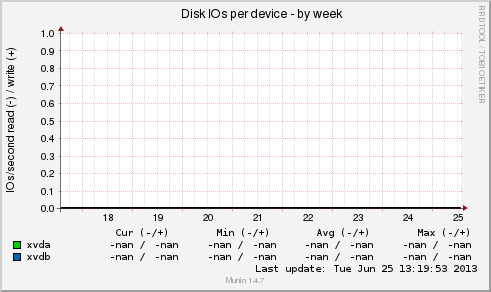 Disk IOs per device - by week
RRDTOOL / TOBI OETIKER
IOs/second read (-) / write (+)
1.0
0.9
0.8
0.7
0.6
0.5
0.4
0.3
0.2
0.1
0.0
18 19 20 21 22 23 24 25
Cur (-/+) Min (-/+) Avg (-/+) Max (-/+)
xvda -nan / -nan -nan / -nan -nan / -nan -nan / -nan
xvdb -nan / -nan -nan / -nan -nan / -nan -nan / -nan
Last update: Tue Jun 25 13:19:53 2013
Munin 1.4.7